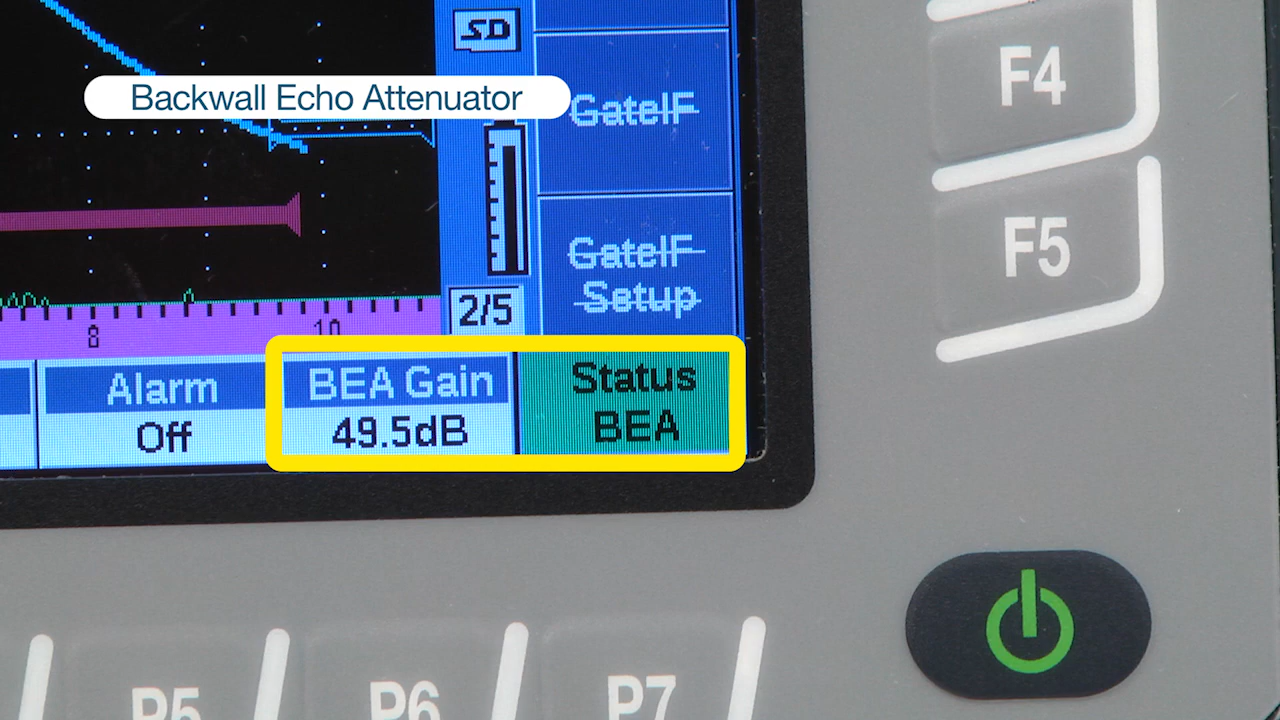 SD
F4
Backwall Echo Attenuator
GateIF
F5
GateIF
Setup
2/5
8
10
Alarm
Off
BEA Gain
49.5dB
Status
BEA
P5
P6
P7